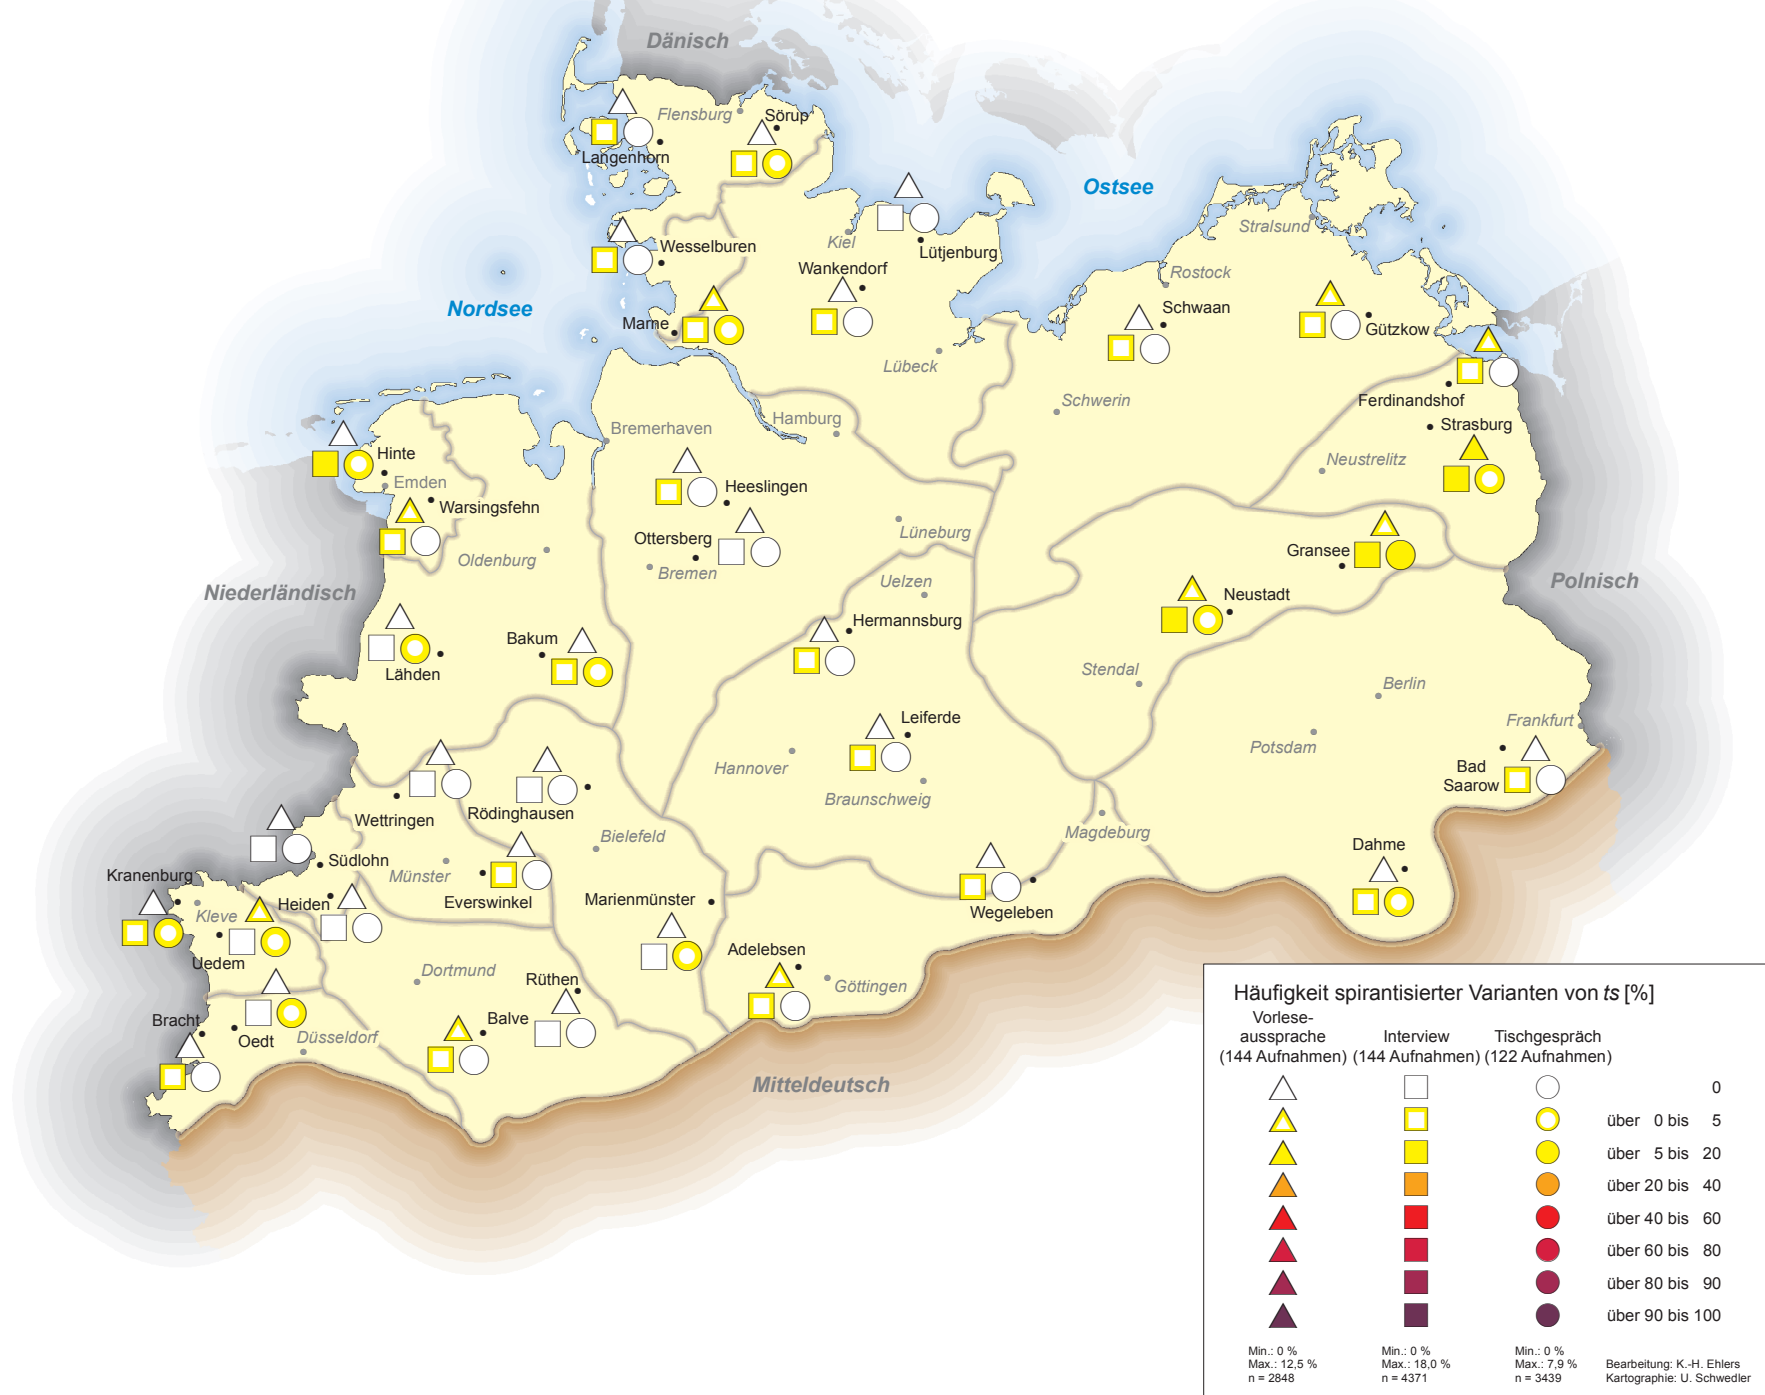 Dänisch
Flensburg
Sörup
Langenhorn
Ostsee
Stralsund
Kiel
Wesselburen
Lütjenburg
Wankendorf
Rostock
Nordsee
Schwaan
Marne
Gützkow
Lübeck
Ferdinandshof
Schwerin
Hamburg
Bremerhaven
Strasburg
Hinte
Neustrelitz
Emden
Heeslingen
Warsingsfehn
Lüneburg
Ottersberg
Gransee
Oldenburg
Bremen
Uelzen
Polnisch
Niederländisch
Neustadt
Hermannsburg
Bakum
Lähden
Stendal
Berlin
Leiferde
Frankfurt
Potsdam
Hannover
Bad
Saarow
Braunschweig
Rödinghausen
Wettringen
Magdeburg
Bielefeld
Dahme
Südlohn
Kranenburg
Münster
Everswinkel
Heiden
Marienmünster
Wegeleben
Kleve
Adelebsen
Uedem
Dortmund
Rüthen
Göttingen
Bracht
Balve
Oedt
Düsseldorf
Mitteldeutsch
Häufigkeit spirantisierter Varianten von ts [%]
Vorlese-
aussprache Interview Tischgespräch
(144 Aufnahmen) (144 Aufnahmen) (122 Aufnahmen)
0
über 0 bis 5
über 5 bis 20
über 20 bis 40
über 40 bis 60
über 60 bis 80
über 80 bis 90
über 90 bis 100
Min.: 0 % Min.: 0 % Min.: 0 %
Max.: 12,5 % Max.: 18,0 % Max.: 7,9 % Bearbeitung: K.-H. Ehlers
n = 2848 n = 4371 n = 3439 Kartographie: U. Schwedler